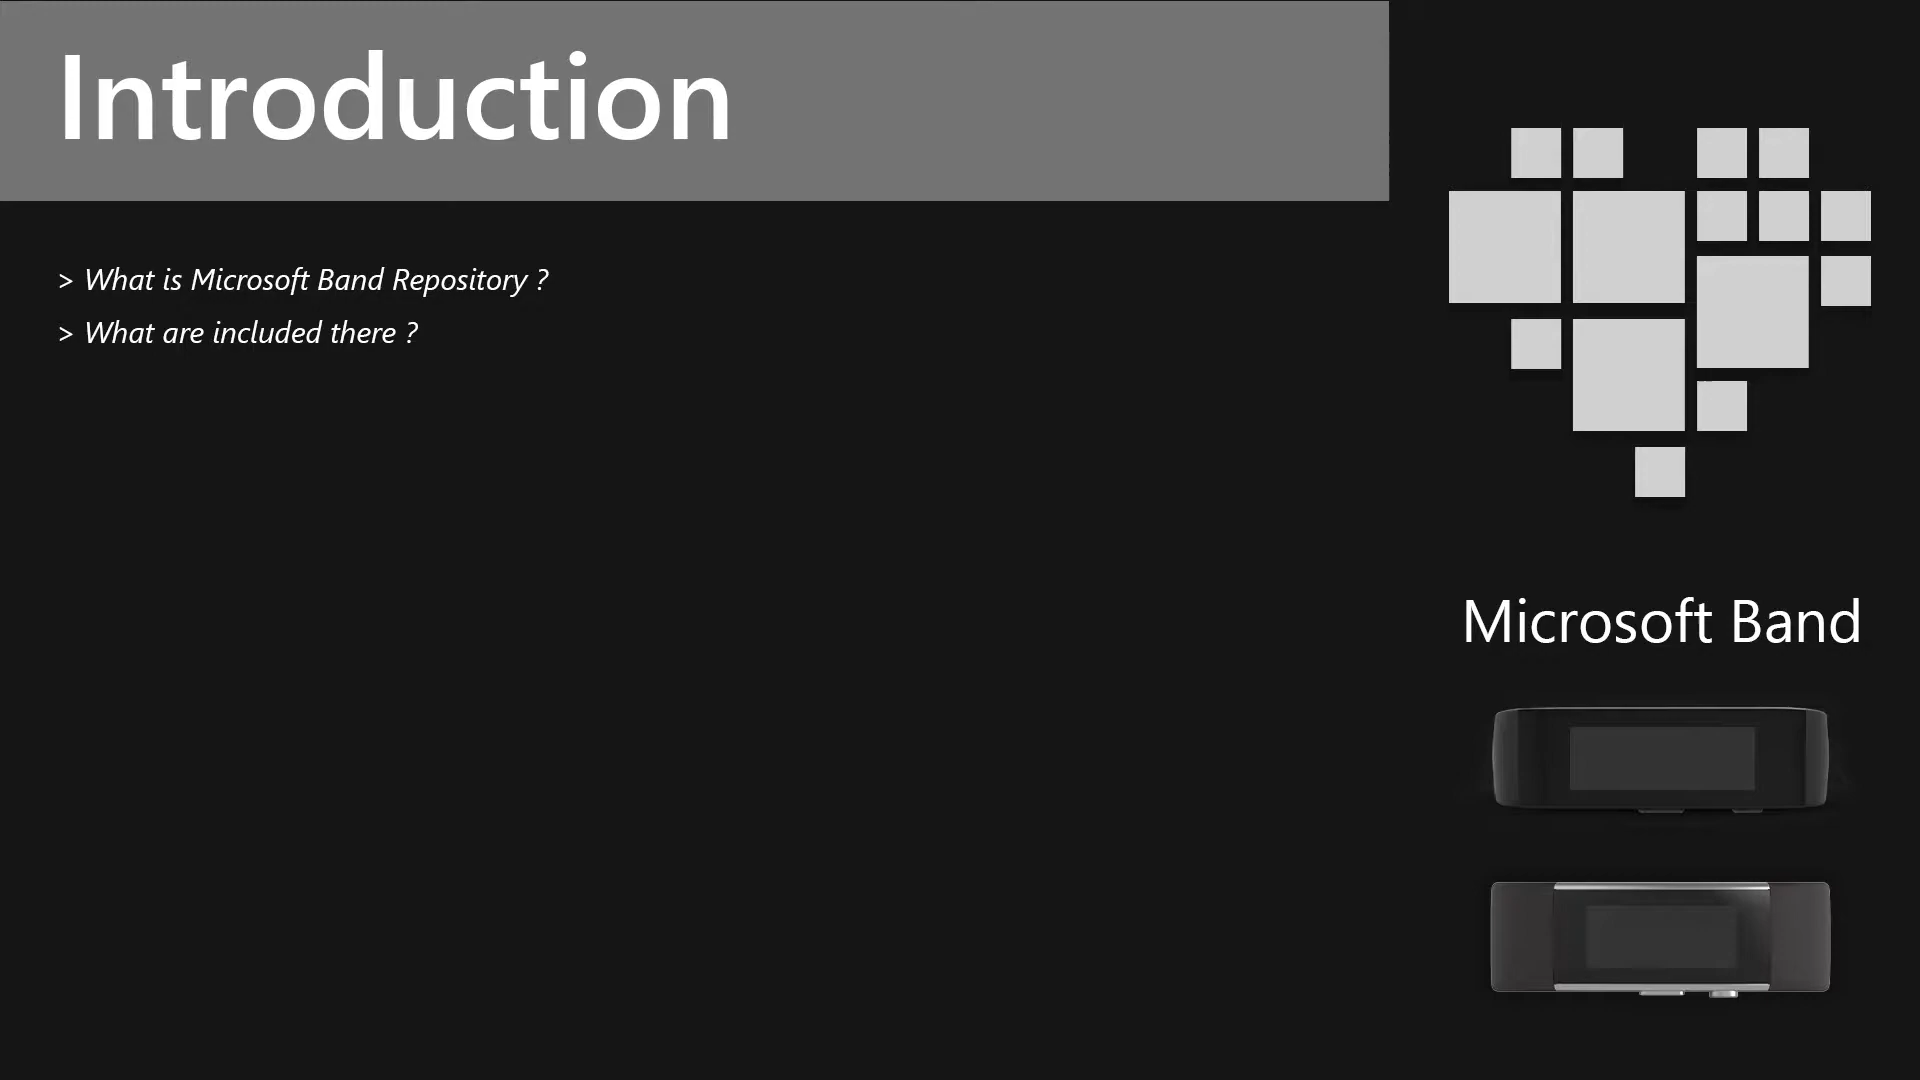 Introduction
> What is Microsoft Band Repository ?
> What are included there ?
Microsoft Band